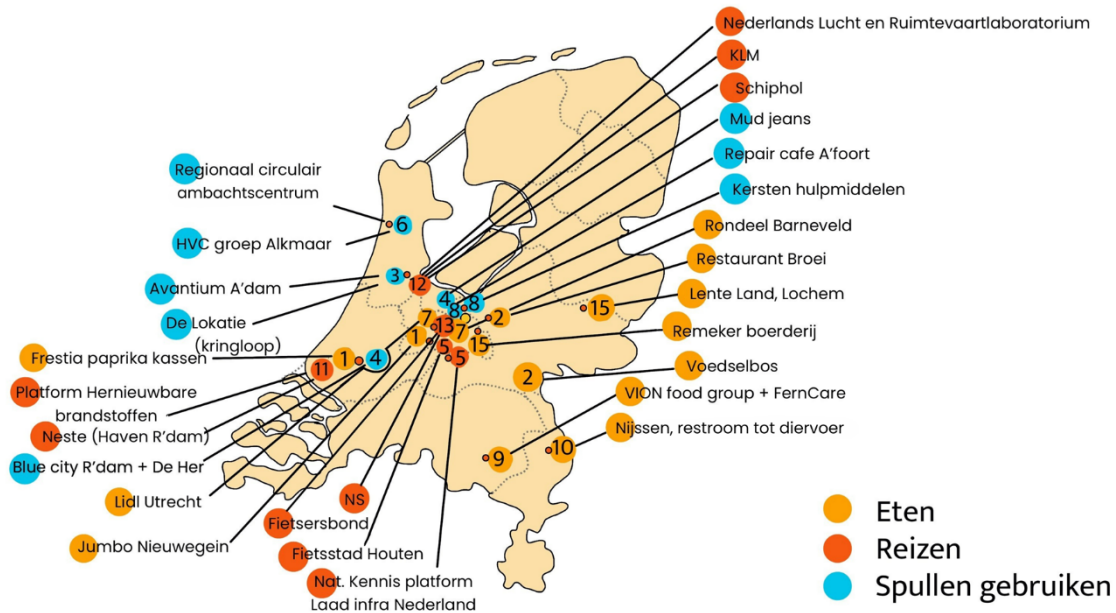 Nederlands Lucht en Ruimtevaartlaboratorium
KLM
Schiphol
Mud jeans
Repair cafe A'foort
Kersten hulpmiddelen
Rondeel Barneveld
Restaurant Broei
Lente Land, Lochem
Remeker boerderij
Voedselbos
VION food group + FernCare
Nijssen, restroom tot diervoer
Regionaal circulair
ambachtscentrum
HVC groep Alkmaar
Avantium A'dam
De Lokatie
(kringloop)
Frestia paprika kassen
Platform Hernieuwbare
brandstoffen
Neste (Haven R'dam)
Blue city R'dam + De Her
Lidl Utrecht
Jumbo Nieuwegein
NS
Fietsersbond
Fietsstad Houten
Nat. Kennis platform
Laad infra Nederland
6
3
12
4
8
8
7
13
7
2
15
1
15
5
5
1
4
11
2
9
10
Eten
Reizen
Spullen gebruiken